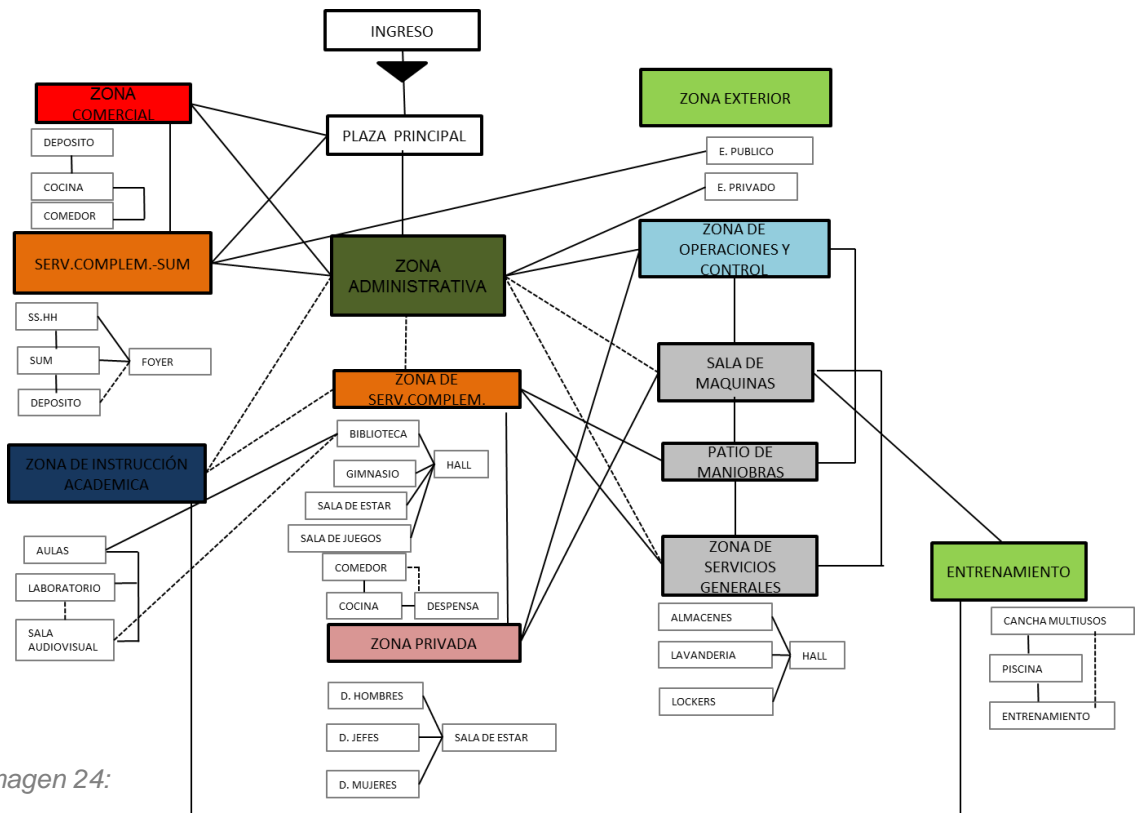 INGRESO
ZONA
COMERCIAL
ZONA EXTERIOR
PLAZA PRINCIPAL
DEPOSITO
COCINA
COMEDOR
E. PUBLICO
E. PRIVADO
SERV.COMPLEM.-SUM
ZONA
ADMINISTRATIVA
ZONA DE
OPERACIONES Y
CONTROL
SS.HH
SUM
DEPOSITO
FOYER
SALA DE
MAQUINAS
ZONA DE
SERV.COMPLEM.
ZONA DE INSTRUCCIÓN
ACADEMICA
BIBLIOTECA
GIMNASIO
SALA DE ESTAR
SALA DE JUEGOS
HALL
COMEDOR
COCINA
DESPENSA
PATIO DE
MANIOBRAS
AULAS
LABORATORIO
SALA
AUDIOVISUAL
ZONA DE
SERVICIOS
GENERALES
ENTRENAMIENTO
ZONA PRIVADA
ALMACENES
LAVANDERIA
LOCKERS
HALL
CANCHA MULTIUSOS
PISCINA
ENTRENAMIENTO
D. HOMBRES
D. JEFES
D. MUJERES
SALA DE ESTAR
magen 24: